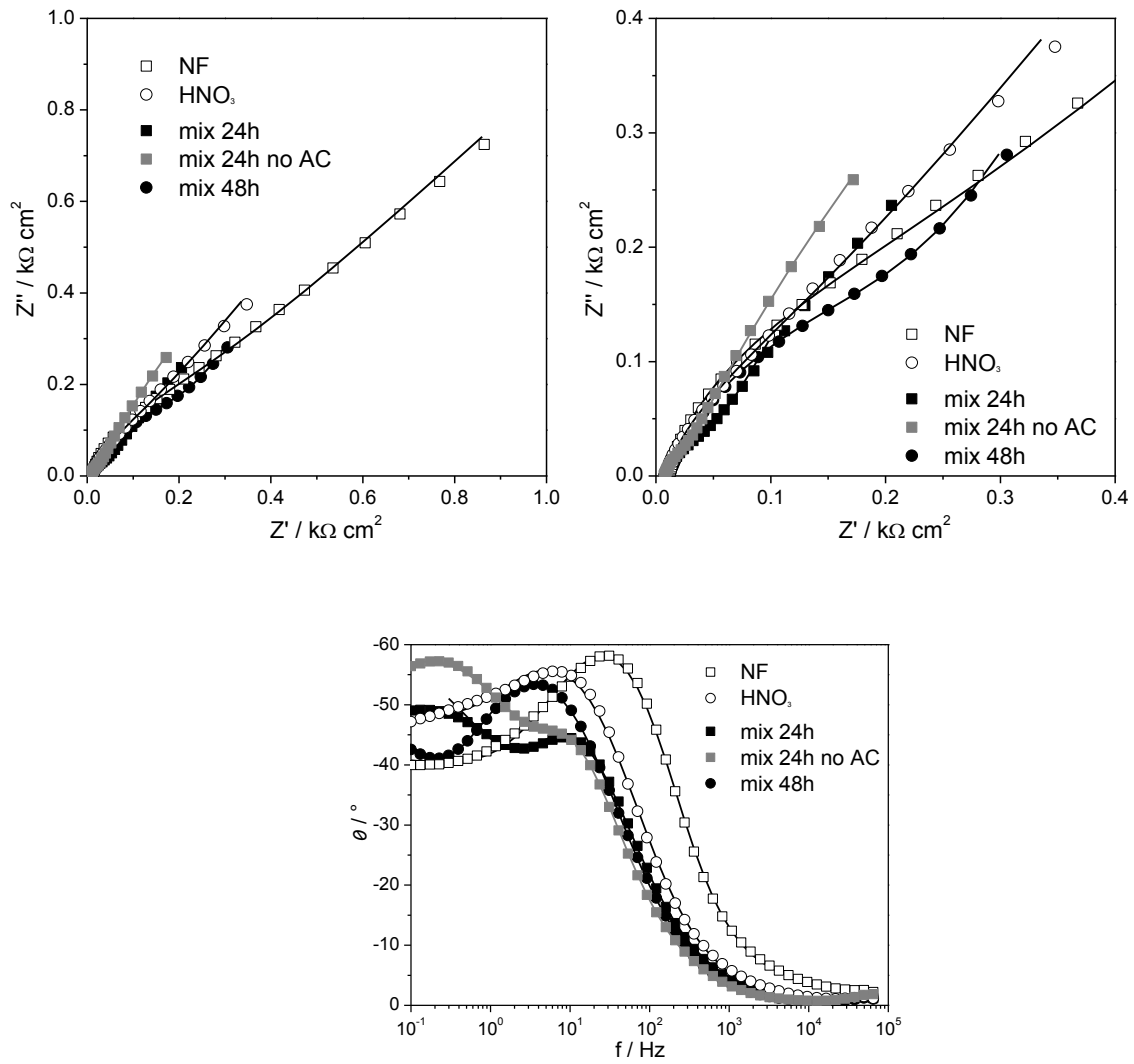 1.0
0.8
0.6
0.4
0.2
0.0
Z'' / kΩ cm²
NF
HNO₃
mix 24h
mix 24h no AC
mix 48h
0.0 0.2 0.4 0.6 0.8 1.0
Z' / kΩ cm²
0.4
0.3
0.2
0.1
0.0
Z'' / kΩ cm²
NF
HNO₃
mix 24h
mix 24h no AC
mix 48h
0.0 0.1 0.2 0.3 0.4
Z' / kΩ cm²
-60
-50
-40
-30
-20
-10
0
θ / °
NF
HNO₃
mix 24h
mix 24h no AC
mix 48h
10⁻¹ 10⁰ 10¹ 10² 10³ 10⁴ 10⁵
f / Hz